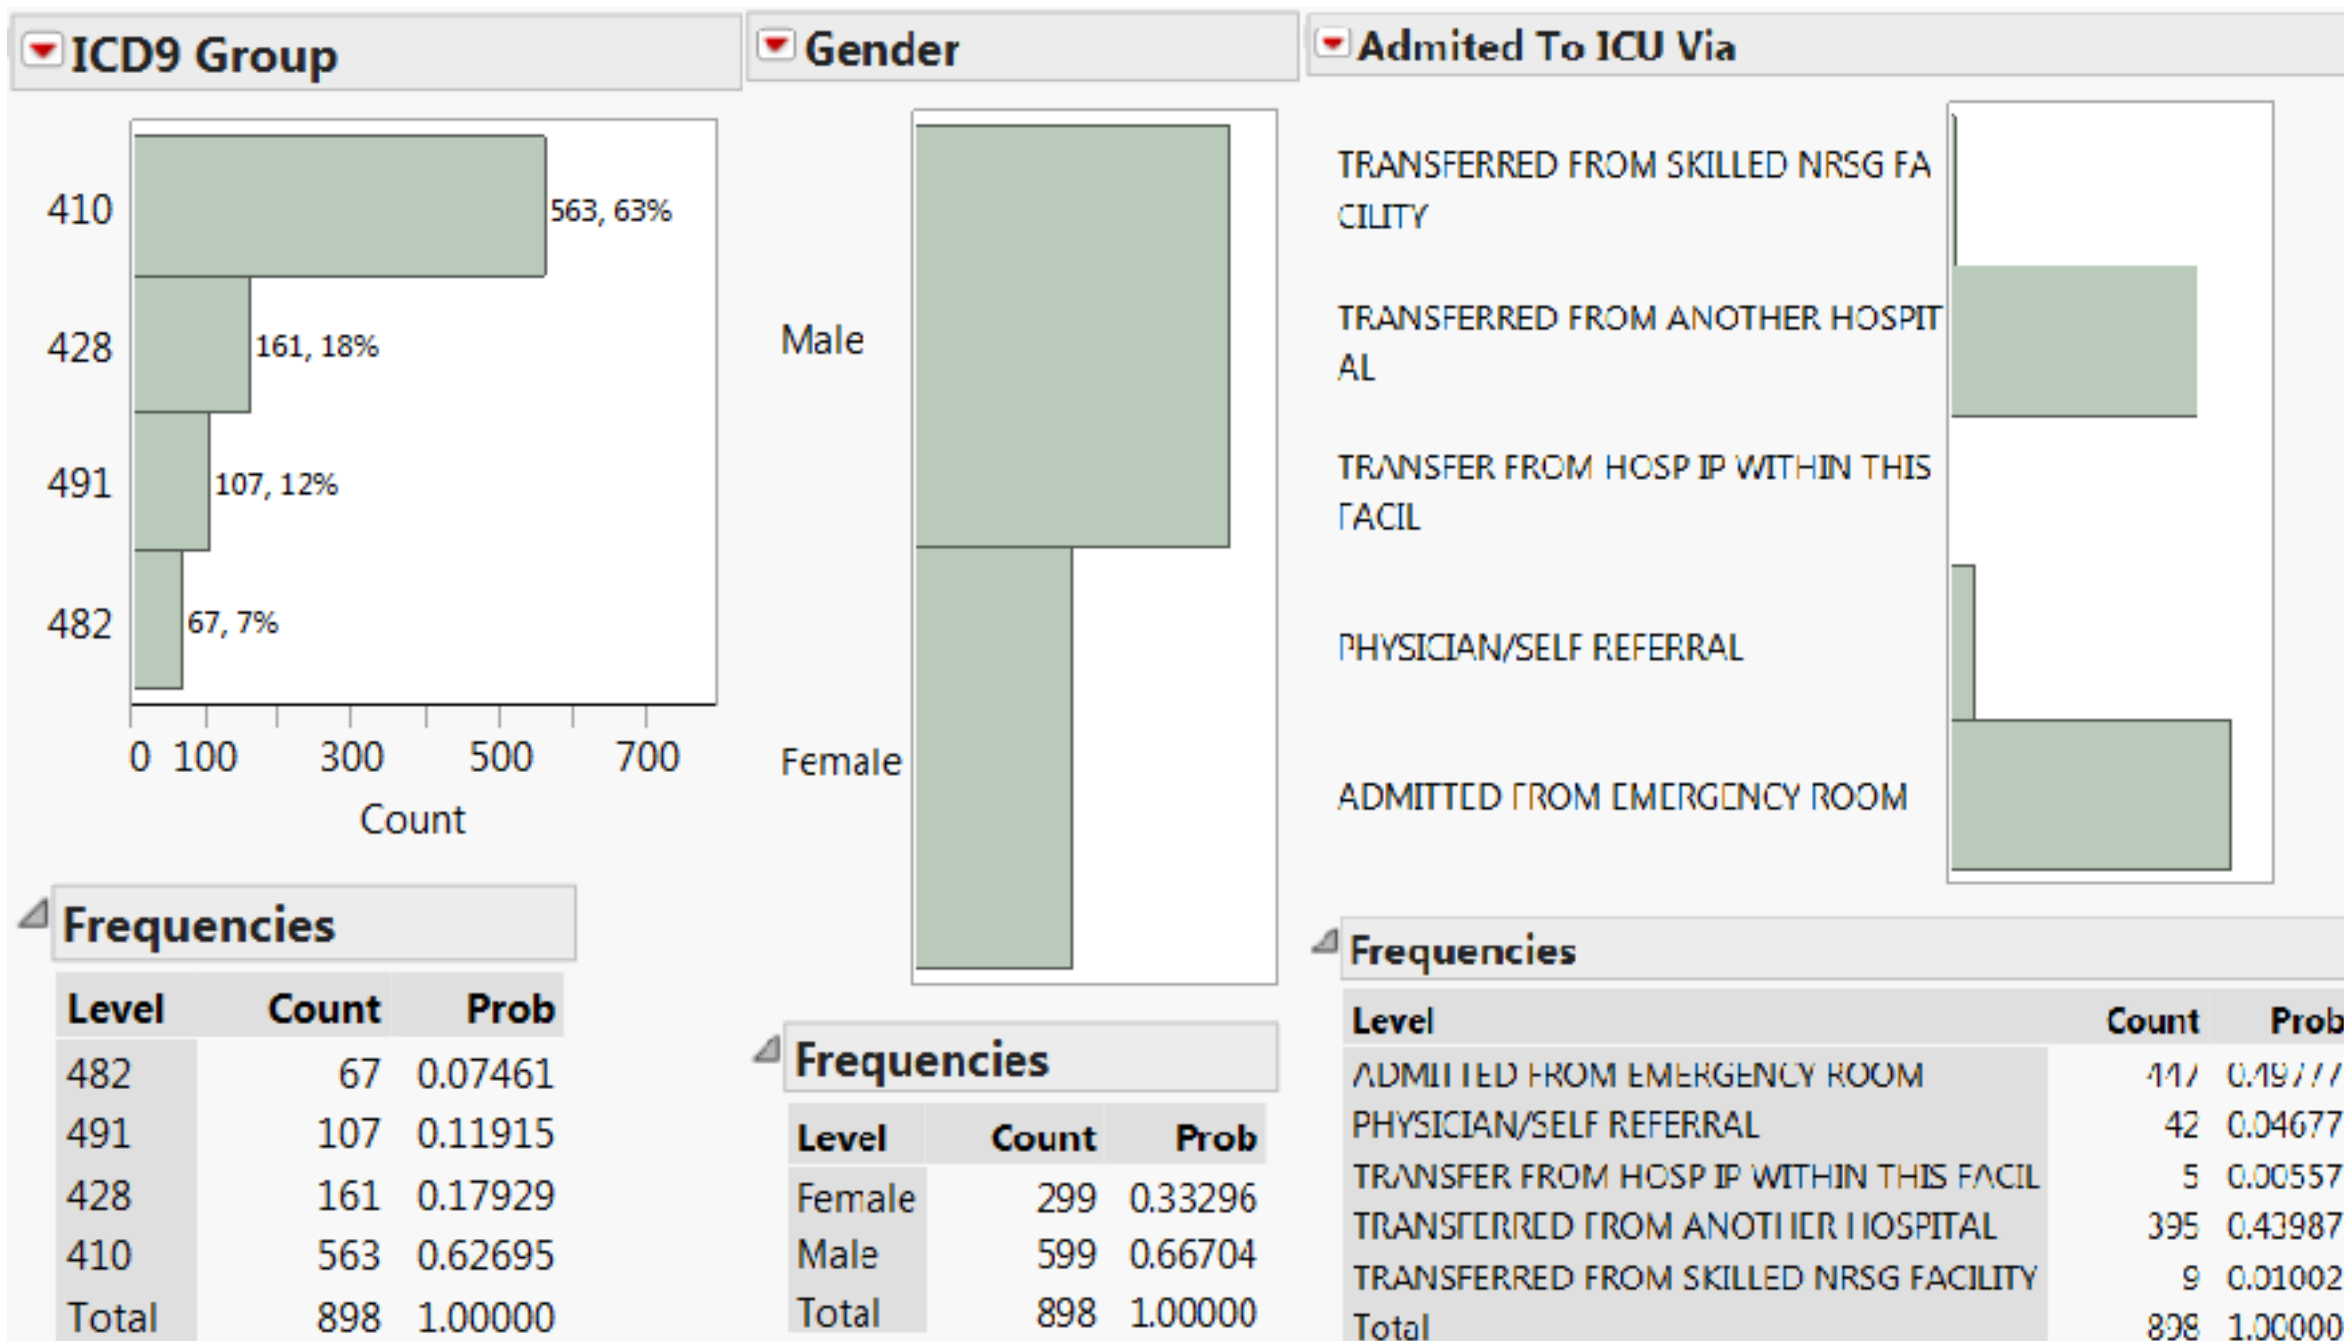 ICD9 Group
410
563, 63%
428
161, 18%
491
107, 12%
482
67, 7%
0 100 300 500 700
Count
Frequencies
Level Count Prob
482 67 0.07461
491 107 0.11915
428 161 0.17929
410 563 0.62695
Total 898 1.00000
Gender
Male
Female
Frequencies
Level Count Prob
Female 299 0.33296
Male 599 0.66704
Total 898 1.00000
Admited To ICU Via
TRANSFERRED FROM SKILLED NRSG FA
CILITY
TRANSFERRED FROM ANOTHER HOSPIT
AL
TRANSFER FROM HOSP IP WITHIN THIS
FACIL
PHYSICIAN/SELF REFERRAL
ADMITTED FROM EMERGENCY ROOM
Frequencies
Level Count Prob
ADMITTED FROM EMERGENCY ROOM 447 0.49777
PHYSICIAN/SELF REFERRAL 42 0.04677
TRANSFER FROM HOSP IP WITHIN THIS FACIL 5 0.00557
TRANSFERRED FROM ANOTHER HOSPITAL 395 0.43987
TRANSFERRED FROM SKILLED NRSG FACILITY 9 0.01002
Total 898 1.00000